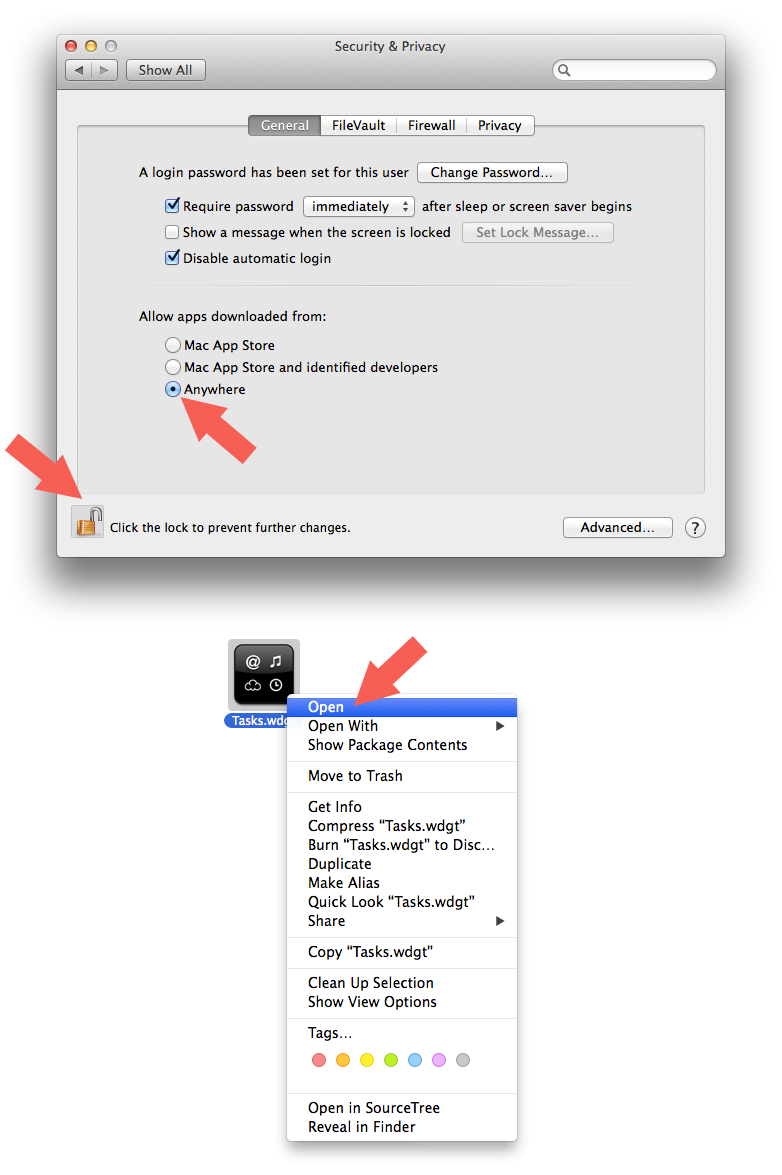 Security & Privacy
Show All
General FileVault Firewall Privacy
A login password has been set for this user Change Password...
Require password immediately after sleep or screen saver begins
Show a message when the screen is locked Set Lock Message...
Disable automatic login
Allow apps downloaded from:
Mac App Store
Mac App Store and identified developers
Anywhere
Click the lock to prevent further changes. Advanced... ?
@
Tasks.wdg
Open
Open With
Show Package Contents
Move to Trash
Get Info
Compress “Tasks.wdgt”
Burn “Tasks.wdgt” to Disc...
Duplicate
Make Alias
Quick Look “Tasks.wdgt”
Share
Copy “Tasks.wdgt”
Clean Up Selection
Show View Options
Tags...
Open in SourceTree
Reveal in Finder